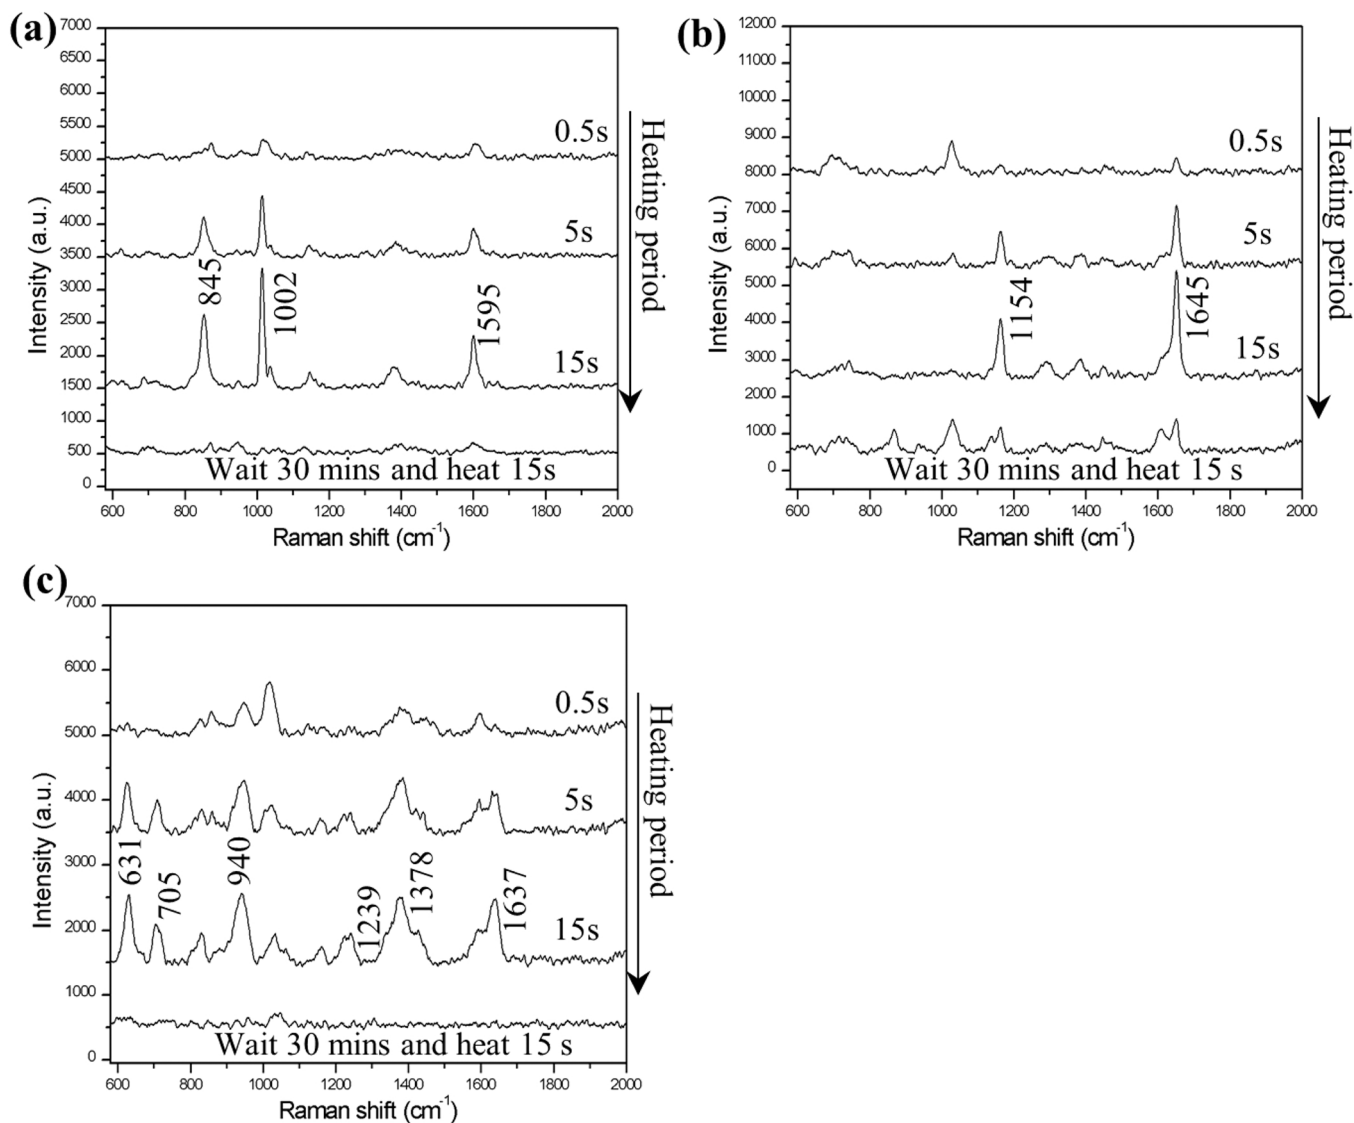 (a)
7000
6500
6000
5500
5000
4500
4000
3500
3000
2500
2000
1500
1000
500
0
Intensity (a.u.)
0.5s
5s
845
1002
1595
15s
Wait 30 mins and heat 15s
Heating period
600 800 1000 1200 1400 1600 1800 2000
Raman shift (cm-1)
(b)
12000
11000
10000
9000
8000
7000
6000
5000
4000
3000
2000
1000
0
Intensity (a.u.)
0.5s
5s
1154
1645
15s
Wait 30 mins and heat 15 s
Heating period
600 800 1000 1200 1400 1600 1800 2000
Raman shift (cm-1)
(c)
7000
6000
5000
4000
3000
2000
1000
0
Intensity (a.u.)
0.5s
5s
631
705
940
1239
1378
1637
15s
Wait 30 mins and heat 15 s
Heating period
600 800 1000 1200 1400 1600 1800 2000
Raman shift (cm-1)